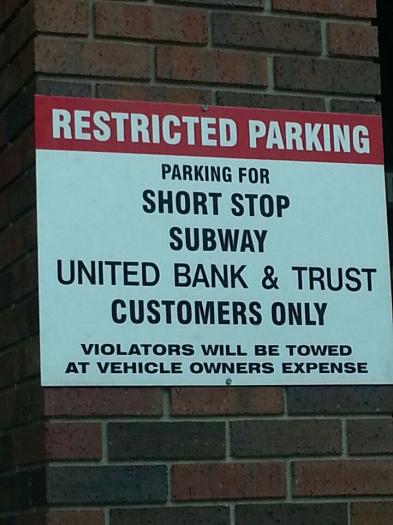 RESTRICTED PARKING
PARKING FOR
SHORT STOP
SUBWAY
UNITED BANK & TRUST
CUSTOMERS ONLY
VIOLATORS WILL BE TOWED
AT VEHICLE OWNERS EXPENSE